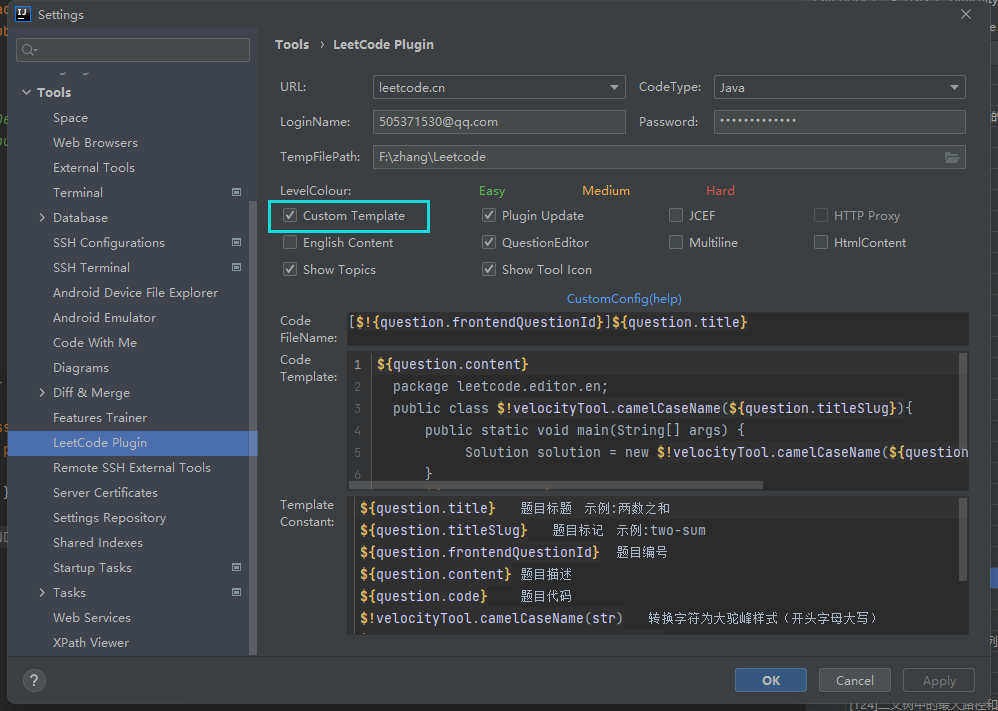 Settings
Tools › LeetCode Plugin
Tools
Space
Web Browsers
External Tools
Terminal
Database
SSH Configurations
SSH Terminal
Android Device File Explorer
Android Emulator
Code With Me
Diagrams
Diff & Merge
Features Trainer
LeetCode Plugin
Remote SSH External Tools
Server Certificates
Settings Repository
Shared Indexes
Startup Tasks
Tasks
Web Services
XPath Viewer
URL: leetcode.cn CodeType: Java
LoginName: 505371530@qq.com Password: •••••••••••••
TempFilePath: F:\zhang\Leetcode
LevelColour: Easy Medium Hard
Custom Template Plugin Update JCEF HTTP Proxy
English Content QuestionEditor Multiline HtmlContent
Show Topics Show Tool Icon
CustomConfig(help)
Code FileName: [$!{question.frontendQuestionId}]${question.title}
Code Template:
1 ${question.content}
2 package leetcode.editor.en;
3 public class $!velocityTool.camelCaseName(${question.titleSlug}){
4 public static void main(String[] args) {
5 Solution solution = new $!velocityTool.camelCaseName(${question
6 }
Template Constant:
${question.title} 题目标题 示例:两数之和
${question.titleSlug} 题目标记 示例:two-sum
${question.frontendQuestionId} 题目编号
${question.content} 题目描述
${question.code} 题目代码
$!velocityTool.camelCaseName(str) 转换字符为大驼峰样式（开头字母大写）
? OK Cancel Apply
[124]二叉树中的最大路径和